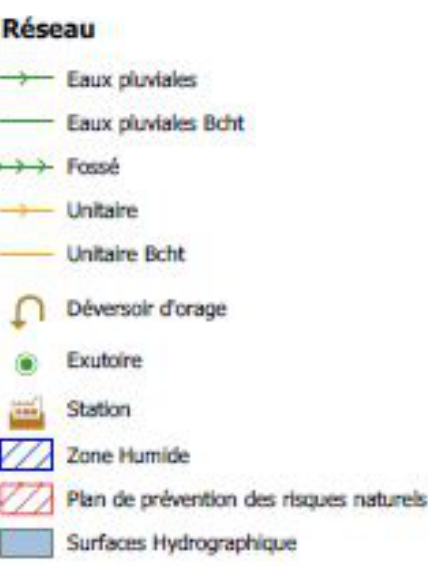 Réseau
Eaux pluviales
Eaux pluviales Bcht
Fossé
Unitaire
Unitaire Bcht
Déversoir d'orage
Exutoire
Station
Zone Humide
Plan de prévention des risques naturels
Surfaces Hydrographique